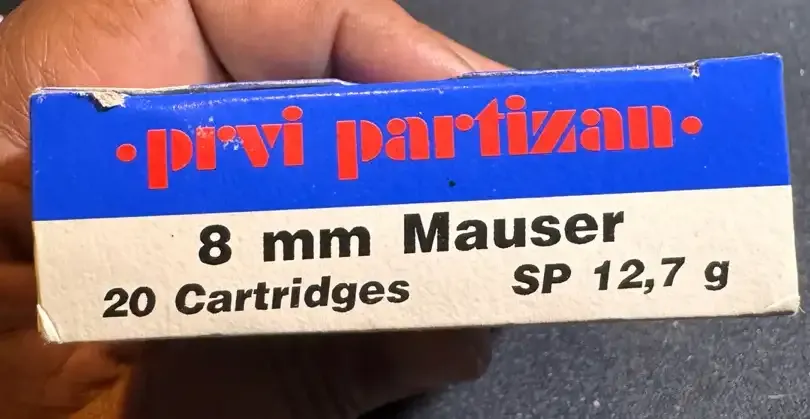 ·prvi partizan·
8 mm Mauser
20 Cartridges SP 12,7 g